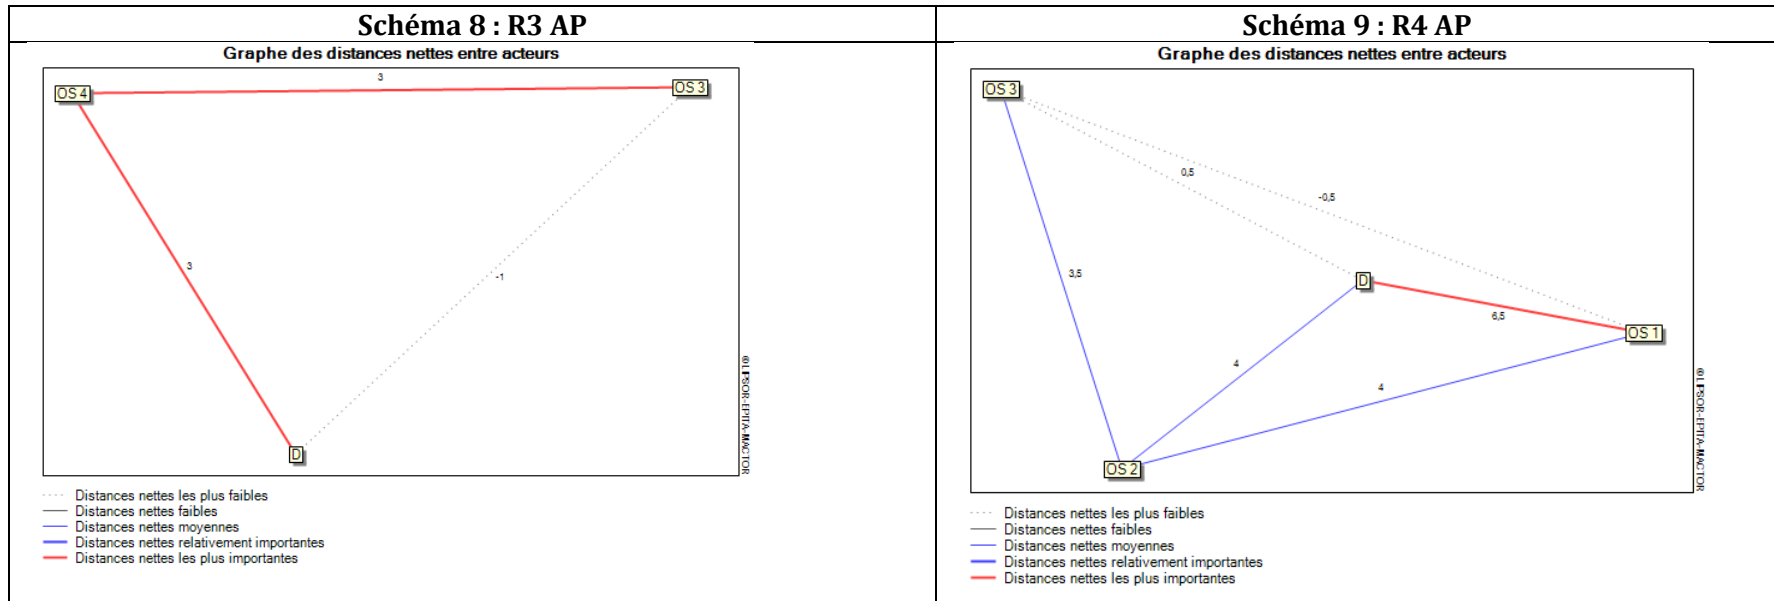 Schéma 8 : R3 AP
Graphe des distances nettes entre acteurs
3
OS 4
OS 3
3
-1
D
©LIPSOR-EPITA-MACTOR
Distances nettes les plus faibles
Distances nettes faibles
Distances nettes moyennes
Distances nettes relativement importantes
Distances nettes les plus importantes
Schéma 9 : R4 AP
Graphe des distances nettes entre acteurs
OS 3
0,5
-0,5
3,5
D
6,5
OS 1
4
4
OS 2
©LIPSOR-EPITA-MACTOR
Distances nettes les plus faibles
Distances nettes faibles
Distances nettes moyennes
Distances nettes relativement importantes
Distances nettes les plus importantes